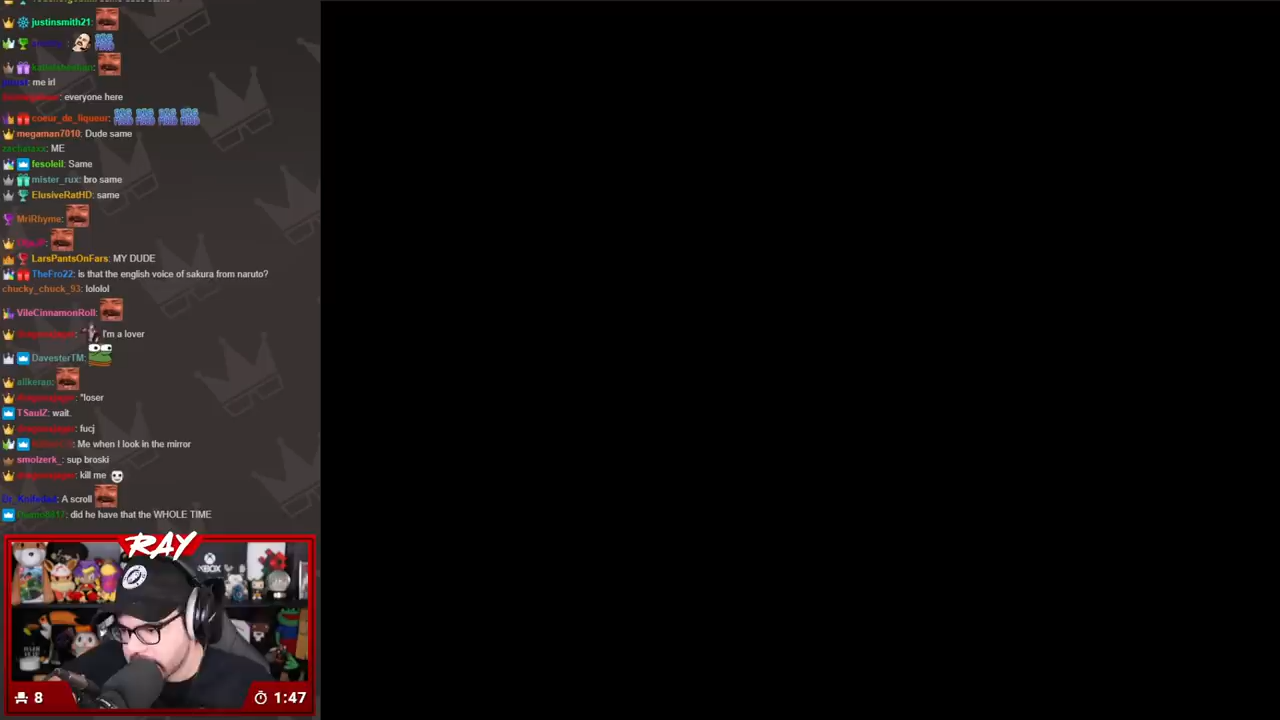 justinsmith21:
me irl
everyone here
coeur_de_liqueur:
megaman7010: Dude same
ME
fesoleil: Same
mister_rux: bro same
ElusiveRatHD: same
MriRhyme:
LarsPantsOnFars: MY DUDE
TheFro22: is that the english voice of sakura from naruto?
chucky_chuck_93: lololol
VileCinnamonRoll:
I'm a lover
DavesterTM:
allkeran:
*loser
TSaulZ: wait.
fucj
Me when I look in the mirror
smolzerk_: sup broski
kill me
A scroll
did he have that the WHOLE TIME
RAY
XBOX
8
1:47